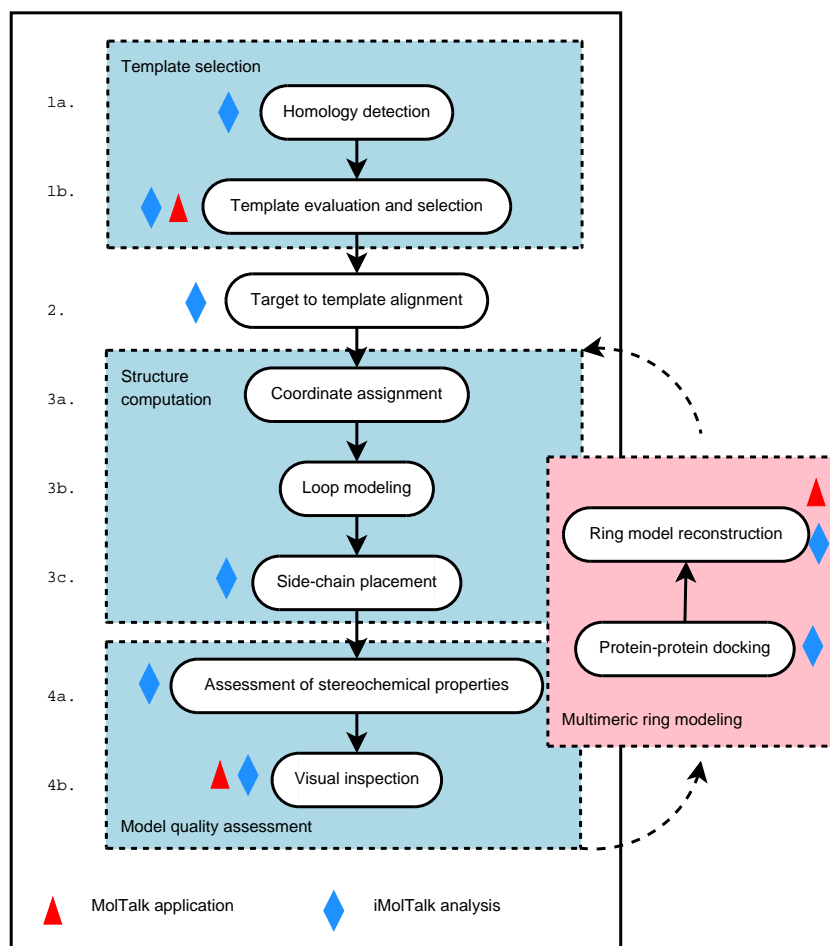 Template selection
1a.
Homology detection
1b.
Template evaluation and selection
2.
Target to template alignment
Structure
computation
3a.
Coordinate assignment
3b.
Loop modeling
3c.
Side-chain placement
Ring model reconstruction
Protein-protein docking
Multimeric ring modeling
4a.
Assessment of stereochemical properties
4b.
Visual inspection
Model quality assessment
MolTalk application
iMolTalk analysis